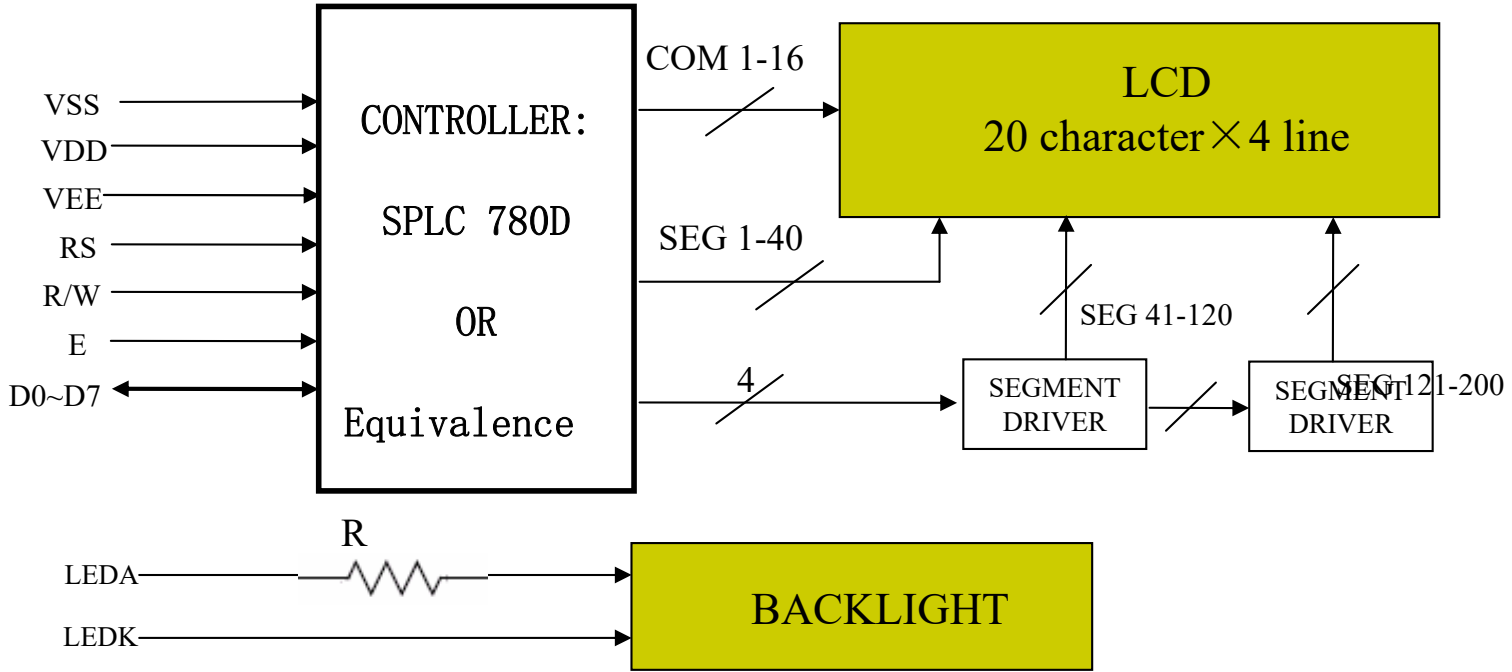 VSS
VDD
VEE
RS
R/W
E
D0~D7
CONTROLLER:
SPLC 780D
OR
Equivalence
COM 1-16
SEG 1-40
4
LCD
20 character×4 line
SEG 41-120
SEG 121-200
SEGMENT
DRIVER
SEGMENT
DRIVER
R
LEDA
LEDK
BACKLIGHT